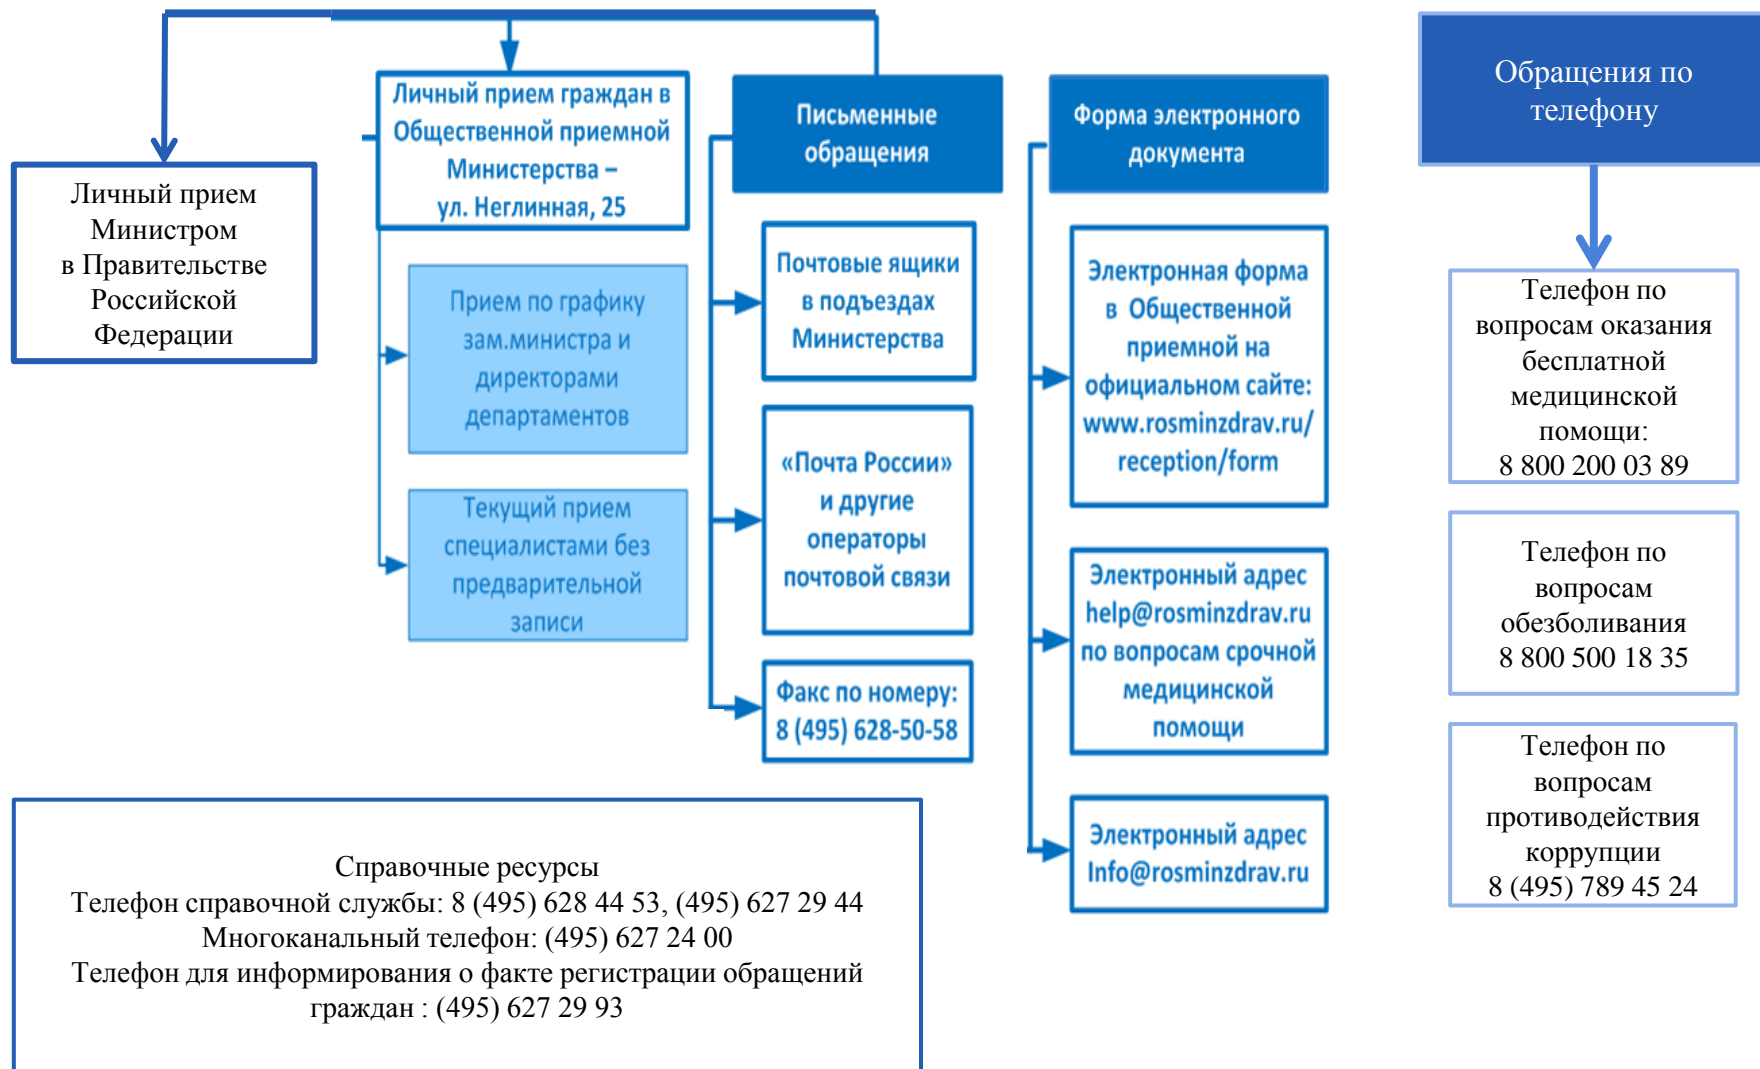 Личный прием
Министром
в Правительстве
Российской
Федерации
Личный прием граждан в
Общественной приемной
Министерства –
ул. Неглинная, 25
Прием по графику
зам.министра и
директорами
департаментов
Текущий прием
специалистами без
предварительной
записи
Письменные
обращения
Почтовые ящики
в подъездах
Министерства
«Почта России»
и другие
операторы
почтовой связи
Факс по номеру:
8 (495) 628-50-58
Форма электронного
документа
Электронная форма
в Общественной
приемной на
официальном сайте:
www.rosminzdrav.ru/
reception/form
Электронный адрес
help@rosminzdrav.ru
по вопросам срочной
медицинской
помощи
Электронный адрес
Info@rosminzdrav.ru
Обращения по
телефону
Телефон по
вопросам оказания
бесплатной
медицинской
помощи:
8 800 200 03 89
Телефон по
вопросам
обезболивания
8 800 500 18 35
Телефон по
вопросам
противодействия
коррупции
8 (495) 789 45 24
Справочные ресурсы
Телефон справочной службы: 8 (495) 628 44 53, (495) 627 29 44
Многоканальный телефон: (495) 627 24 00
Телефон для информирования о факте регистрации обращений
граждан : (495) 627 29 93